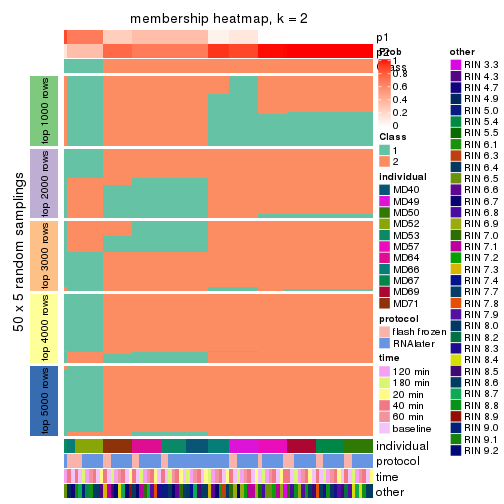 membership heatmap, k = 2
50 x 5 random samplings
top 1000 rows
top 2000 rows
top 3000 rows
top 4000 rows
top 5000 rows
p1
p2
Class
individual
protocol
time
other
Prob
1
0.8
0.6
0.4
0.2
0
Class
1
2
individual
MD40
MD49
MD50
MD52
MD53
MD57
MD64
MD66
MD67
MD69
MD71
protocol
flash frozen
RNAlater
time
120 min
180 min
20 min
40 min
60 min
baseline
other
RIN 3.3
RIN 4.3
RIN 4.7
RIN 4.9
RIN 5.0
RIN 5.4
RIN 5.5
RIN 6.1
RIN 6.3
RIN 6.4
RIN 6.5
RIN 6.6
RIN 6.7
RIN 6.8
RIN 6.9
RIN 7.0
RIN 7.1
RIN 7.2
RIN 7.3
RIN 7.4
RIN 7.7
RIN 7.8
RIN 7.9
RIN 8.0
RIN 8.2
RIN 8.3
RIN 8.4
RIN 8.5
RIN 8.6
RIN 8.7
RIN 8.8
RIN 8.9
RIN 9.0
RIN 9.1
RIN 9.2